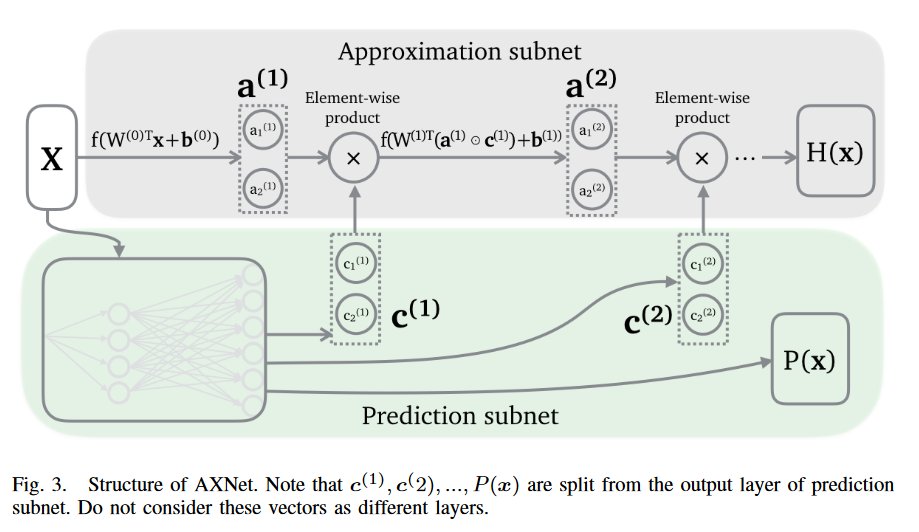 Approximation subnet
a(1)
a(2)
Element-wise
product
Element-wise
product
X
f(W(0)Tx+b(0))
a1(1)
a2(1)
×
f(W(1)T(a(1) ∘ c(1))+b(1))
a1(2)
a2(2)
×
...
H(x)
c1(1)
c2(1)
c(1)
c1(2)
c2(2)
c(2)
P(x)
Prediction subnet
Fig. 3. Structure of AXNet. Note that c(1), c(2), ..., P(x) are split from the output layer of prediction
subnet. Do not consider these vectors as different layers.